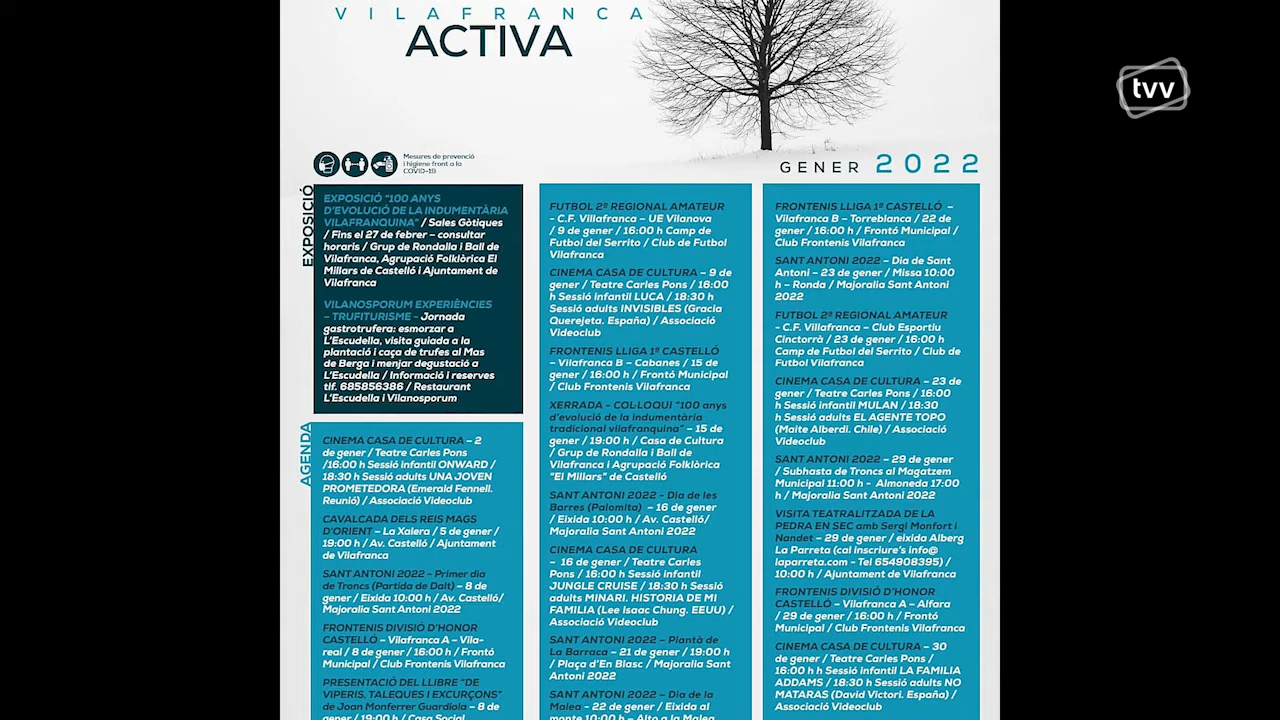 VILAFRANCA
ACTIVA
tvv
Mesures de prevenció
i higiene front a la
COVID-19
GENER 2022
EXPOSICIÓ
EXPOSICIÓ "100 ANYS
D'EVOLUCIÓ DE LA INDUMENTÀRIA
VILAFRANQUINA" / Sales Gòtiques
/ Fins el 27 de febrer – consultar
horaris / Grup de Rondalla i Ball de
Vilafranca, Agrupació Folklòrica El
Millars de Castelló i Ajuntament de
Vilafranca
VILANOSPORUM EXPERIÈNCIES
– TRUFITURISME - Jornada
gastrotrufera: esmorzar a
L'Escudella, visita guiada a la
plantació i caça de trufes al Mas
de Berga i menjar degustació a
L'Escudella / Informació i reserves
tlf. 685856386 / Restaurant
L'Escudella i Vilanosporum
AGENDA
CINEMA CASA DE CULTURA – 2
de gener / Teatre Carles Pons
/16:00 h Sessió infantil ONWARD /
18:30 h Sessió adults UNA JOVEN
PROMETEDORA (Emerald Fennell.
Reunió) / Associació Videoclub
CAVALCADA DELS REIS MAGS
D'ORIENT – La Xalera / 5 de gener /
19:00 h / Av. Castelló / Ajuntament
de Vilafranca
SANT ANTONI 2022 – Primer dia
de Troncs (Partida de Dalt) – 8 de
gener / Eixida 10:00 h / Av. Castelló/
Majoralia Sant Antoni 2022
FRONTENIS DIVISIÓ D'HONOR
CASTELLÓ – Vilafranca A – Vila-
real / 8 de gener / 16:00 h / Frontó
Municipal / Club Frontenis Vilafranca
PRESENTACIÓ DEL LLIBRE "DE
VIPERIS, TALEQUES I EXCURÇONS"
de Joan Monferrer Guardiola – 8 de
gener / 19:00 h / Casa Social
FUTBOL 2ª REGIONAL AMATEUR
- C.F. Villafranca – UE Vilanova
/ 9 de gener / 16:00 h Camp de
Futbol del Serrito / Club de Futbol
Vilafranca
CINEMA CASA DE CULTURA – 9 de
gener / Teatre Carles Pons / 16:00
h Sessió infantil LUCA / 18:30 h
Sessió adults INVISIBLES (Gracia
Querejeta. España) / Associació
Videoclub
FRONTENIS LLIGA 1ª CASTELLÓ
– Vilafranca B – Cabanes / 15 de
gener / 16:00 h / Frontó Municipal
/ Club Frontenis Vilafranca
XERRADA - COL·LOQUI "100 anys
d'evolució de la indumentària
tradicional vilafranquina" – 15 de
gener / 19:00 h / Casa de Cultura
/ Grup de Rondalla i Ball de
Vilafranca i Agrupació Folklòrica
"El Millars" de Castelló
SANT ANTONI 2022 – Dia de les
Barres (Palomita) – 16 de gener
/ Eixida 10:00 h / Av. Castelló/
Majoralia Sant Antoni 2022
CINEMA CASA DE CULTURA
– 16 de gener / Teatre Carles
Pons / 16:00 h Sessió infantil
JUNGLE CRUISE / 18:30 h Sessió
adults MINARI. HISTORIA DE MI
FAMILIA (Lee Isaac Chung. EEUU) /
Associació Videoclub
SANT ANTONI 2022 – Plantà de
La Barraca – 21 de gener / 19:00 h
/ Plaça d'En Blasc / Majoralia Sant
Antoni 2022
SANT ANTONI 2022 – Dia de la
Malea – 22 de gener / Eixida al
monte 10:00 h – Alto a la Malea
FRONTENIS LLIGA 1ª CASTELLÓ –
Vilafranca B – Torreblanca / 22 de
gener / 16:00 h / Frontó Municipal /
Club Frontenis Vilafranca
SANT ANTONI 2022 – Dia de Sant
Antoni – 23 de gener / Missa 10:00
h – Ronda / Majoralia Sant Antoni
2022
FUTBOL 2ª REGIONAL AMATEUR
- C.F. Villafranca – Club Esportiu
Cinctorrà / 23 de gener / 16:00 h
Camp de Futbol del Serrito / Club de
Futbol Vilafranca
CINEMA CASA DE CULTURA – 23 de
gener / Teatre Carles Pons / 16:00
h Sessió infantil MULAN / 18:30
h Sessió adults EL AGENTE TOPO
(Maite Alberdi. Chile) / Associació
Videoclub
SANT ANTONI 2022 – 29 de gener
/ Subhasta de Troncs al Magatzem
Municipal 11:00 h - Almoneda 17:00
h / Majoralia Sant Antoni 2022
VISITA TEATRALITZADA DE LA
PEDRA EN SEC amb Sergi Monfort i
Nandet – 29 de gener / eixida Alberg
La Parreta (cal inscriure's info@
laparreta.com - Tel 654908395) /
10:00 h / Ajuntament de Vilafranca
FRONTENIS DIVISIÓ D'HONOR
CASTELLÓ – Vilafranca A – Alfara
/ 29 de gener / 16:00 h / Frontó
Municipal / Club Frontenis Vilafranca
CINEMA CASA DE CULTURA – 30
de gener / Teatre Carles Pons /
16:00 h h Sessió infantil LA FAMILIA
ADDAMS / 18:30 h Sessió adults NO
MATARAS (David Victori. España) /
Associació Videoclub